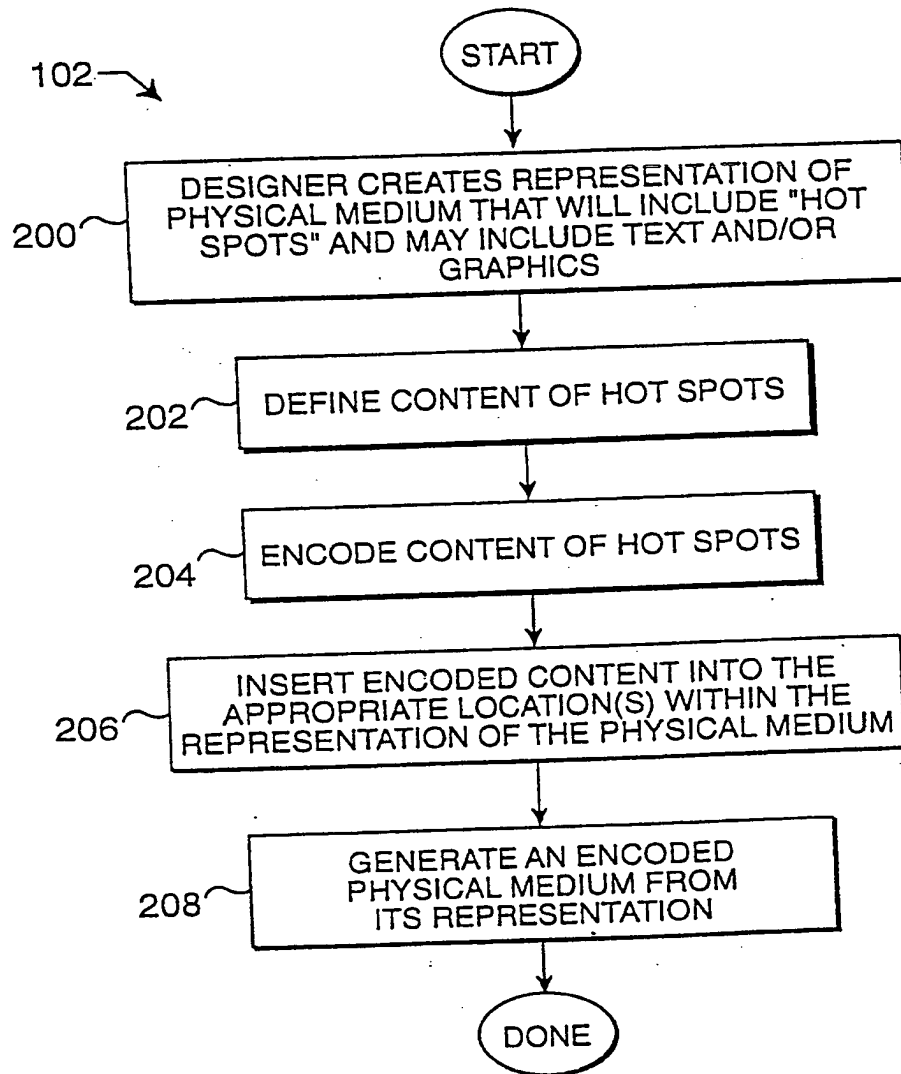 START
102
DESIGNER CREATES REPRESENTATION OF
PHYSICAL MEDIUM THAT WILL INCLUDE "HOT
SPOTS" AND MAY INCLUDE TEXT AND/OR
GRAPHICS
200
DEFINE CONTENT OF HOT SPOTS
202
ENCODE CONTENT OF HOT SPOTS
204
INSERT ENCODED CONTENT INTO THE
APPROPRIATE LOCATION(S) WITHIN THE
REPRESENTATION OF THE PHYSICAL MEDIUM
206
GENERATE AN ENCODED
PHYSICAL MEDIUM FROM
ITS REPRESENTATION
208
DONE